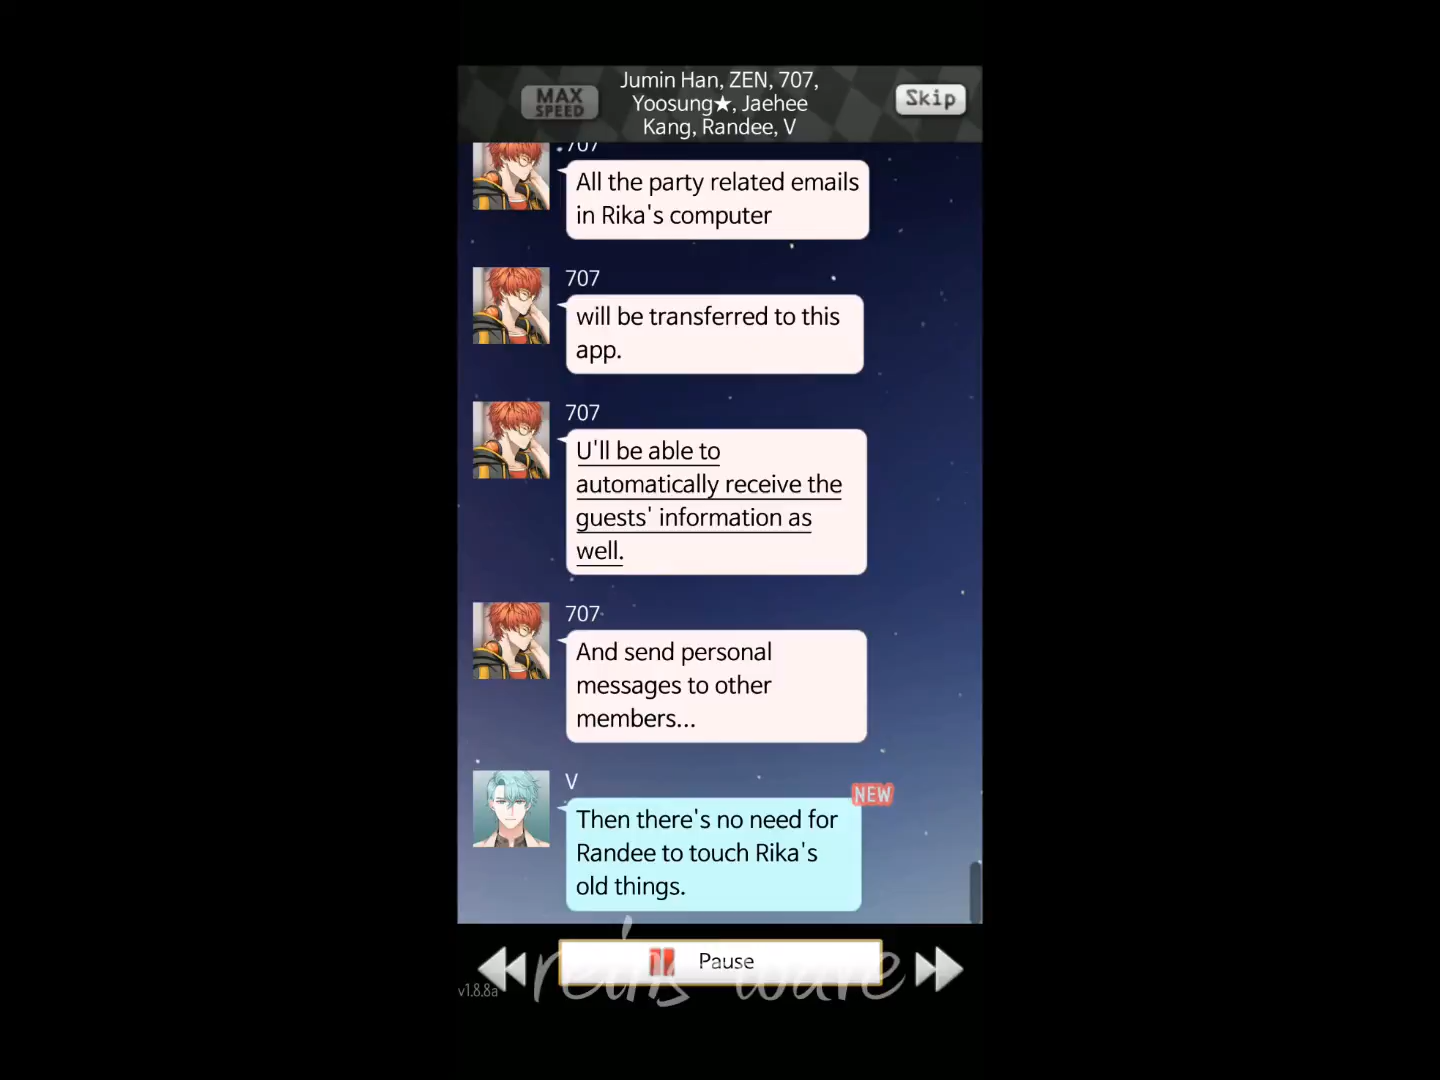 MAX
SPEED
Jumin Han, ZEN, 707,
Yoosung★, Jaehee
Kang, Randee, V
Skip
707
All the party related emails
in Rika's computer
707
will be transferred to this
app.
707
U'll be able to
automatically receive the
guests' information as
well.
707
And send personal
messages to other
members...
V
NEW
Then there's no need for
Randee to touch Rika's
old things.
Pause
v1.8.8a